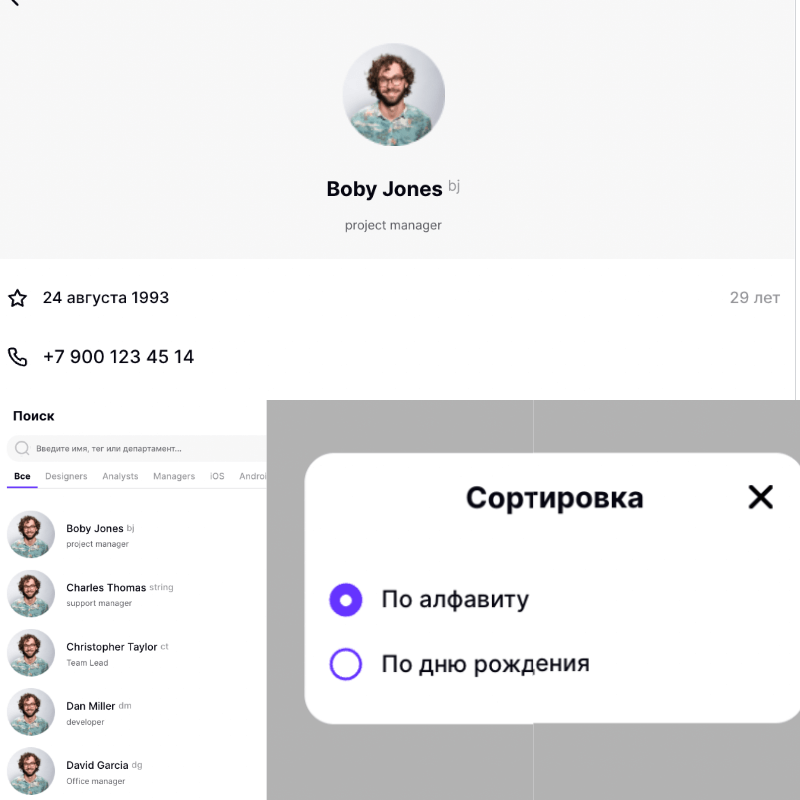 Boby Jones bj
project manager
24 августа 1993
29 лет
+7 900 123 45 14
Поиск
Введите имя, тег или департамент...
Все Designers Analysts Managers iOS Androi
Boby Jones bj
project manager
Charles Thomas string
support manager
Christopher Taylor ct
Team Lead
Dan Miller dm
developer
David Garcia dg
Office manager
Сортировка
По алфавиту
По дню рождения